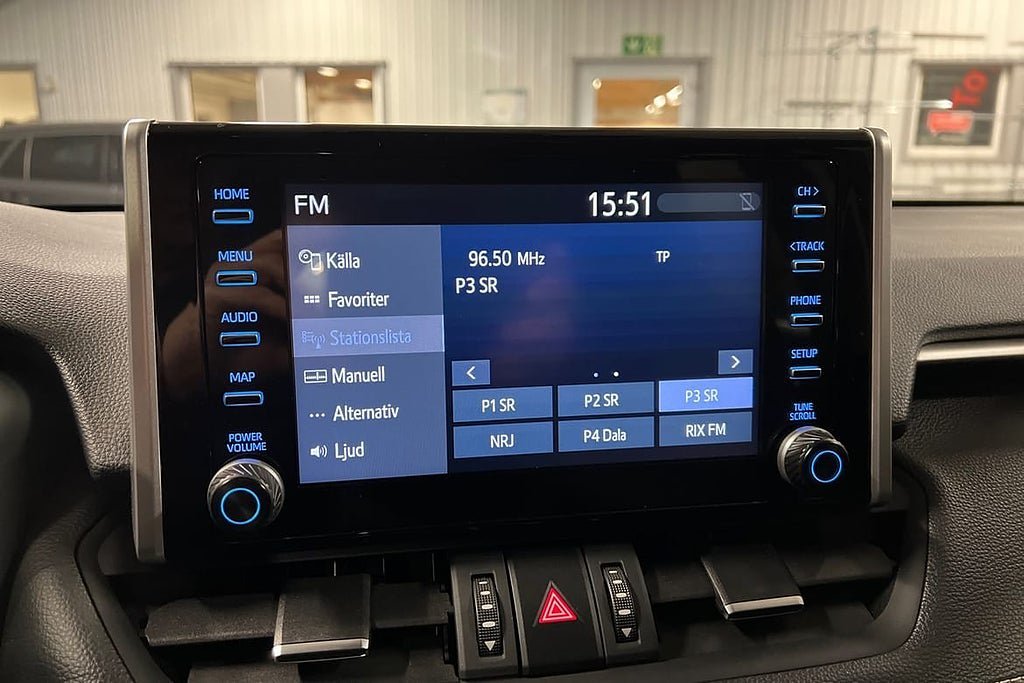 HOME
MENU
AUDIO
MAP
POWER
VOLUME
FM
15:51
Källa
Favoriter
Stationslista
Manuell
Alternativ
Ljud
96.50 MHz
TP
P3 SR
<
>
P1 SR
P2 SR
P3 SR
NRJ
P4 Dala
RIX FM
CH>
<TRACK
PHONE
SETUP
TUNE
SCROLL
To